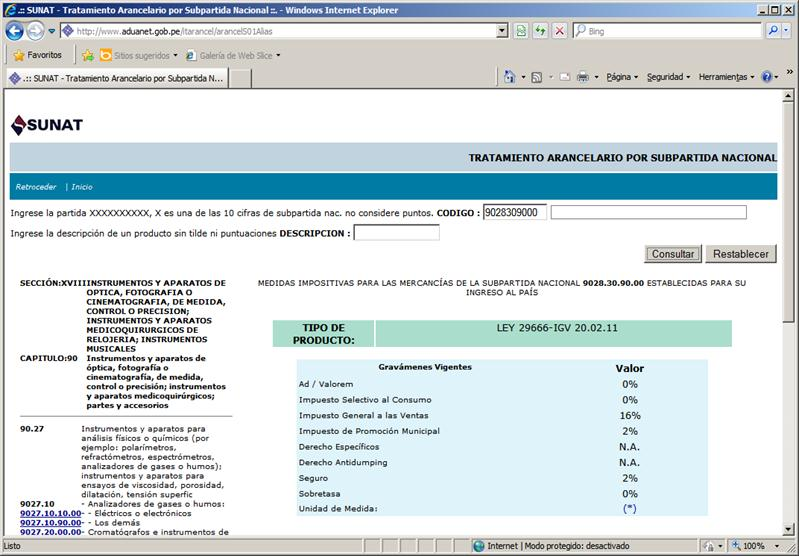 .:: SUNAT - Tratamiento Arancelario por Subpartida Nacional ::. - Windows Internet Explorer
http://www.aduanet.gob.pe/itarancel/arancelS01Alias
Bing
Favoritos
Sitios sugeridos
Galería de Web Slice
.:: SUNAT - Tratamiento Arancelario por Subpartida N...
Página
Seguridad
Herramientas
SUNAT
TRATAMIENTO ARANCELARIO POR SUBPARTIDA NACIONAL
Retroceder | Inicio
Ingrese la partida XXXXXXXXXX, X es una de las 10 cifras de subpartida nac. no considere puntos. CODIGO : 9028309000
Ingrese la descripción de un producto sin tilde ni puntuaciones DESCRIPCION :
Consultar Restablecer
SECCIÓN:XVIII INSTRUMENTOS Y APARATOS DE
OPTICA, FOTOGRAFIA O
CINEMATOGRAFIA, DE MEDIDA,
CONTROL O PRECISION;
INSTRUMENTOS Y APARATOS
MEDICOQUIRURGICOS DE
RELOJERIA; INSTRUMENTOS
MUSICALES
CAPITULO:90 Instrumentos y aparatos de
óptica, fotografía o
cinematografía, de medida,
control o precisión; instrumentos
y aparatos medicoquirúrgicos;
partes y accesorios
90.27 Instrumentos y aparatos para
análisis físicos o químicos (por
ejemplo: polarímetros,
refractómetros, espectrómetros,
analizadores de gases o humos);
instrumentos y aparatos para
ensayos de viscosidad, porosidad,
dilatación, tensión superfic
9027.10 - Analizadores de gases o humos:
9027.10.10.00 - - Eléctricos o electrónicos
9027.10.90.00 - - Los demás
9027.20.00.00 - Cromatógrafos e instrumentos de
MEDIDAS IMPOSITIVAS PARA LAS MERCANCÍAS DE LA SUBPARTIDA NACIONAL 9028.30.90.00 ESTABLECIDAS PARA SU
INGRESO AL PAÍS
TIPO DE
PRODUCTO:
LEY 29666-IGV 20.02.11
Gravámenes Vigentes Valor
Ad / Valorem 0%
Impuesto Selectivo al Consumo 0%
Impuesto General a las Ventas 16%
Impuesto de Promoción Municipal 2%
Derecho Específicos N.A.
Derecho Antidumping N.A.
Seguro 2%
Sobretasa 0%
Unidad de Medida: (*)
Listo
Internet | Modo protegido: desactivado
100%